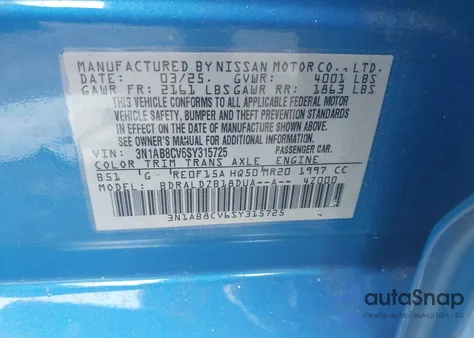 MANUFACTURED BY NISSAN MOTOR CO., LTD.
DATE: 03/25 GVWR: 4001 LBS
GAWR FR: 2161 LBS GAWR RR: 1863 LBS
THIS VEHICLE CONFORMS TO ALL APPLICABLE FEDERAL MOTOR
VEHICLE SAFETY, BUMPER AND THEFT PREVENTION STANDARDS
IN EFFECT ON THE DATE OF MANUFACTURE SHOWN ABOVE.
SEE OWNER'S MANUAL FOR ADDITIONAL INFORMATION.
VIN: 3N1AB8CV6SY315725 PASSENGER CAR.
COLOR TRIM TRANS AXLE ENGINE
B51 G RE0F15A HQ50 MR20 1997 CC
MODEL: BDRALDZB18DUA--A-- 4Z000
3N1AB8CV6SY315725
autoSnap